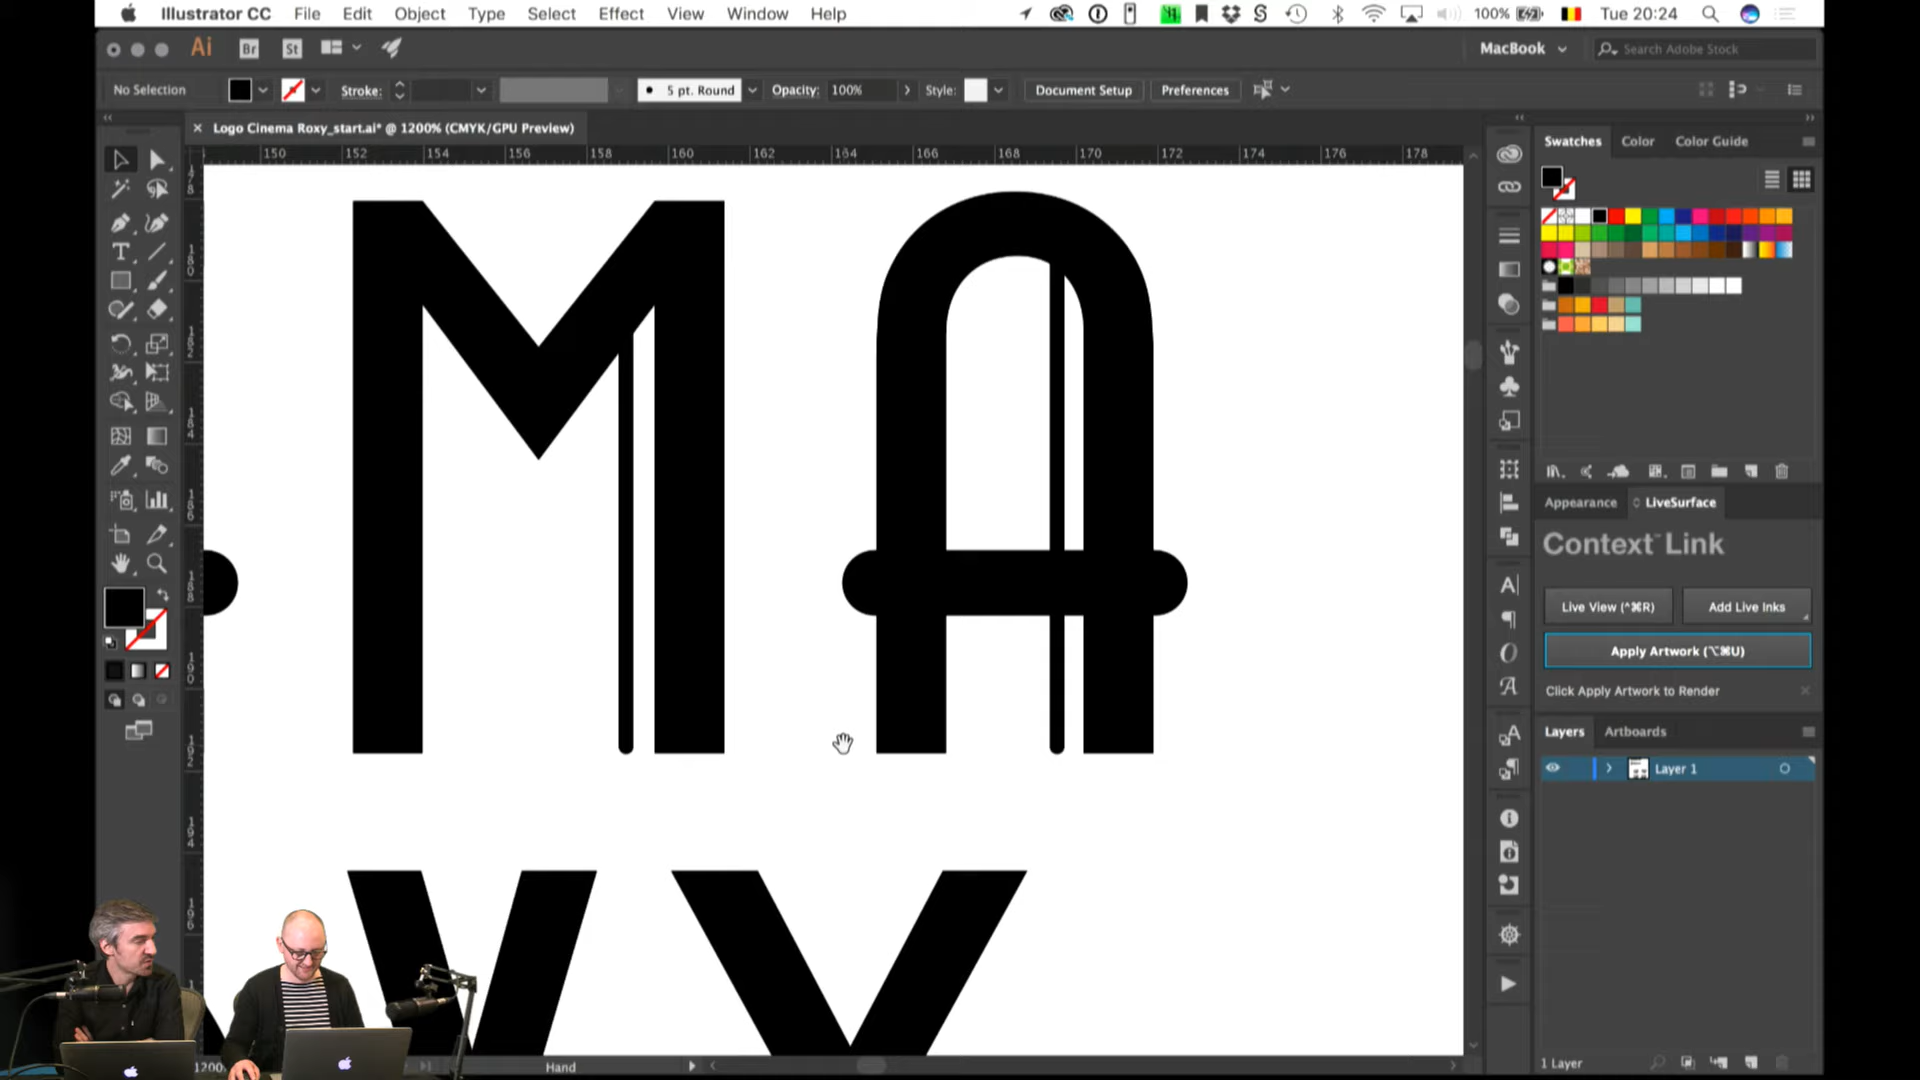 Illustrator CC File Edit Object Type Select Effect View Window Help 100% Tue 20:24
Ai Br St MacBook Search Adobe Stock
No Selection Stroke: 5 pt. Round Opacity: 100% Style: Document Setup Preferences
Logo Cinema Roxy_start.ai* @ 1200% (CMYK/GPU Preview)
Swatches Color Color Guide
150 152 154 156 158 160 162 164 166 168 170 172 174 176 178
MA
Appearance LiveSurface
Context Link
Live View (^⌘R) Add Live Inks
Apply Artwork (⌥⌘U)
Click Apply Artwork to Render
Layers Artboards
Layer 1
1200 Hand 1 Layer